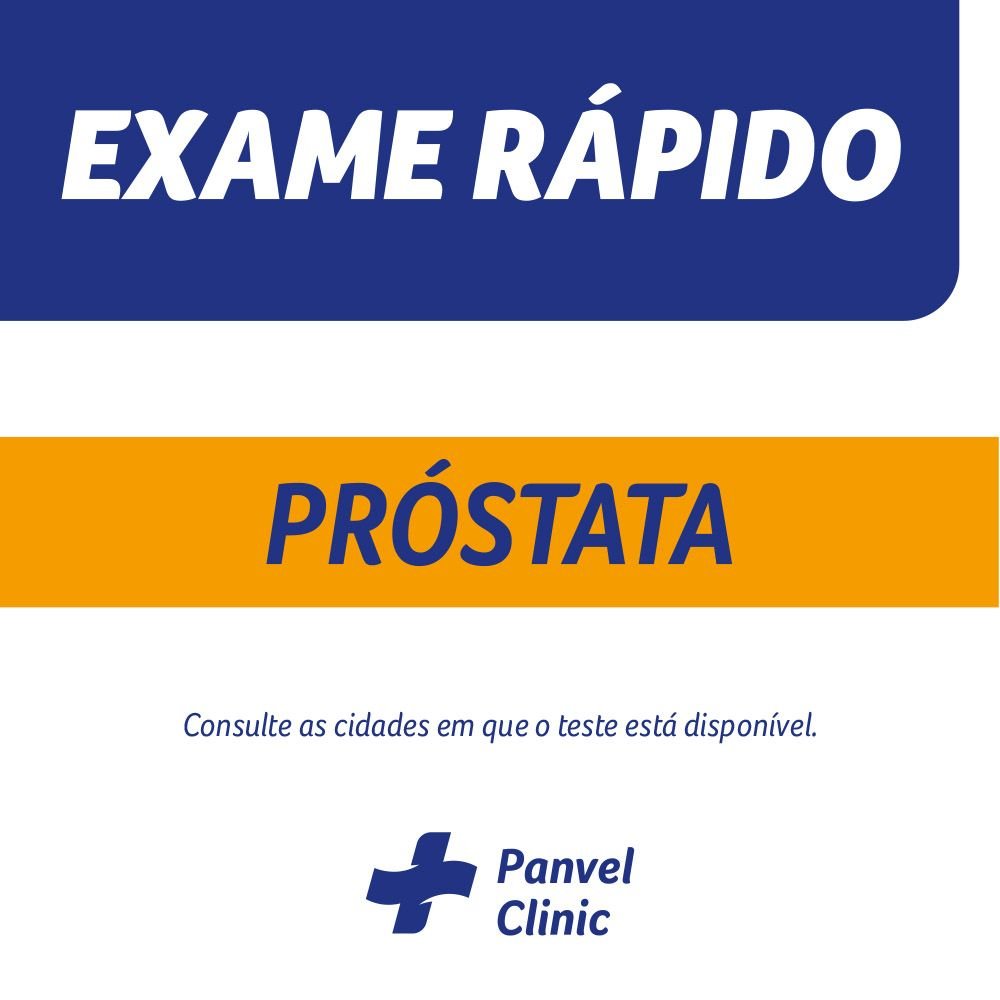 EXAME RÁPIDO
PRÓSTATA
Consulte as cidades em que o teste está disponível.
Panvel
Clinic